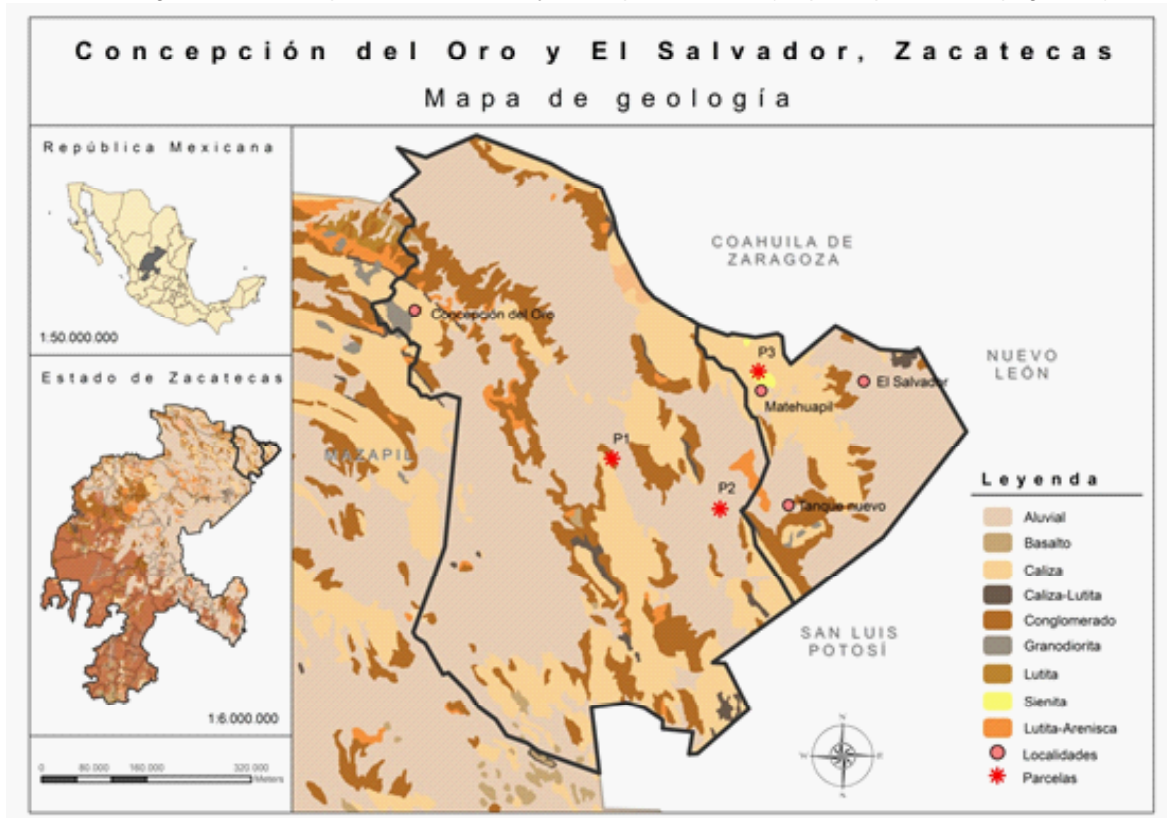 Concepción del Oro y El Salvador, Zacatecas
Mapa de geología
República Mexicana
1:50.000.000
Estado de Zacatecas
1:6.000.000
0 80.000 160.000 320.000
Meters
COAHUILA DE
ZARAGOZA
NUEVO
LEÓN
SAN LUIS
POTOSÍ
MAZAPIL
Concepción del Oro
P3
Matehuapil
El Salvador
P1
P2
Tanque nuevo
Leyenda
Aluvial
Basalto
Caliza
Caliza-Lutita
Conglomerado
Granodiorita
Lutita
Sienita
Lutita-Arenisca
Localidades
Parcelas
N
E
S